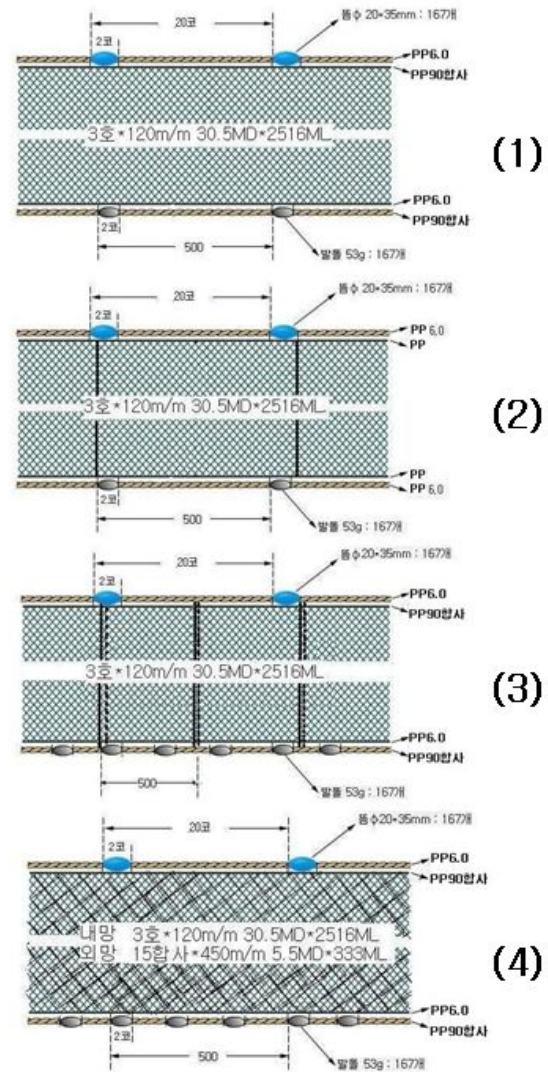 20코
뜸φ 20*35mm : 167개
2코
PP6.0
PP90합사
3호*120m/m 30.5MD*2516ML
(1)
PP6.0
PP90합사
2코
500
발돌 53g : 167개
20코
뜸φ 20*35mm : 167개
2코
PP 6.0
PP
3호*120m/m 30.5MD*2516ML
(2)
PP
PP 6.0
2코
500
발돌 53g : 167개
20코
뜸φ20*35mm : 167개
2코
PP6.0
PP90합사
3호*120m/m 30.5MD*2516ML
(3)
PP6.0
PP90합사
500
발돌 53g : 167개
20코
뜸φ20*35mm : 167개
2코
PP6.0
PP90합사
내망 3호*120m/m 30.5MD*2516ML
외망 15합사*450m/m 5.5MD*333ML
(4)
PP6.0
PP90합사
2코
500
발돌 53g : 167개